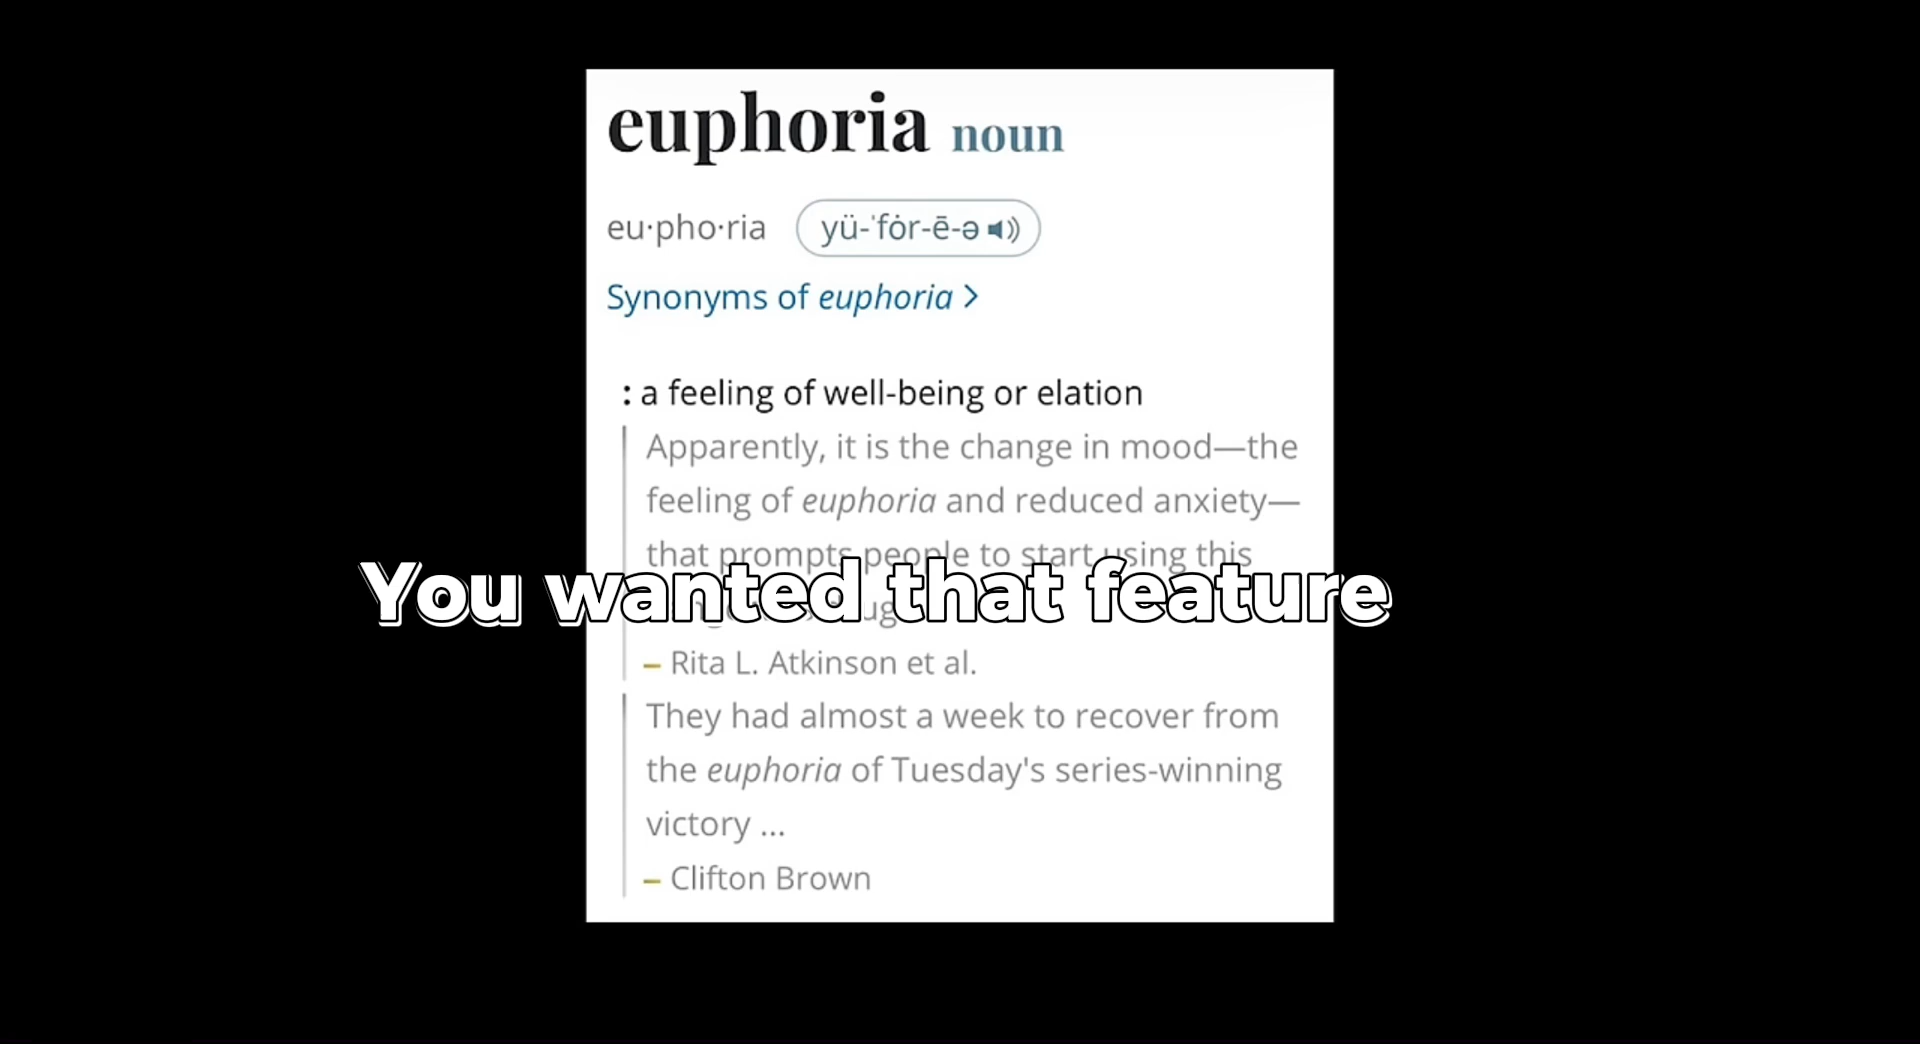 euphoria noun
eu·pho·ria yü-ˈfȯr-ē-ə
Synonyms of euphoria >
: a feeling of well-being or elation
Apparently, it is the change in mood—the
feeling of euphoria and reduced anxiety—
that prompts people to start using this
You wanted that feature
– Rita L. Atkinson et al.
They had almost a week to recover from
the euphoria of Tuesday's series-winning
victory ...
– Clifton Brown